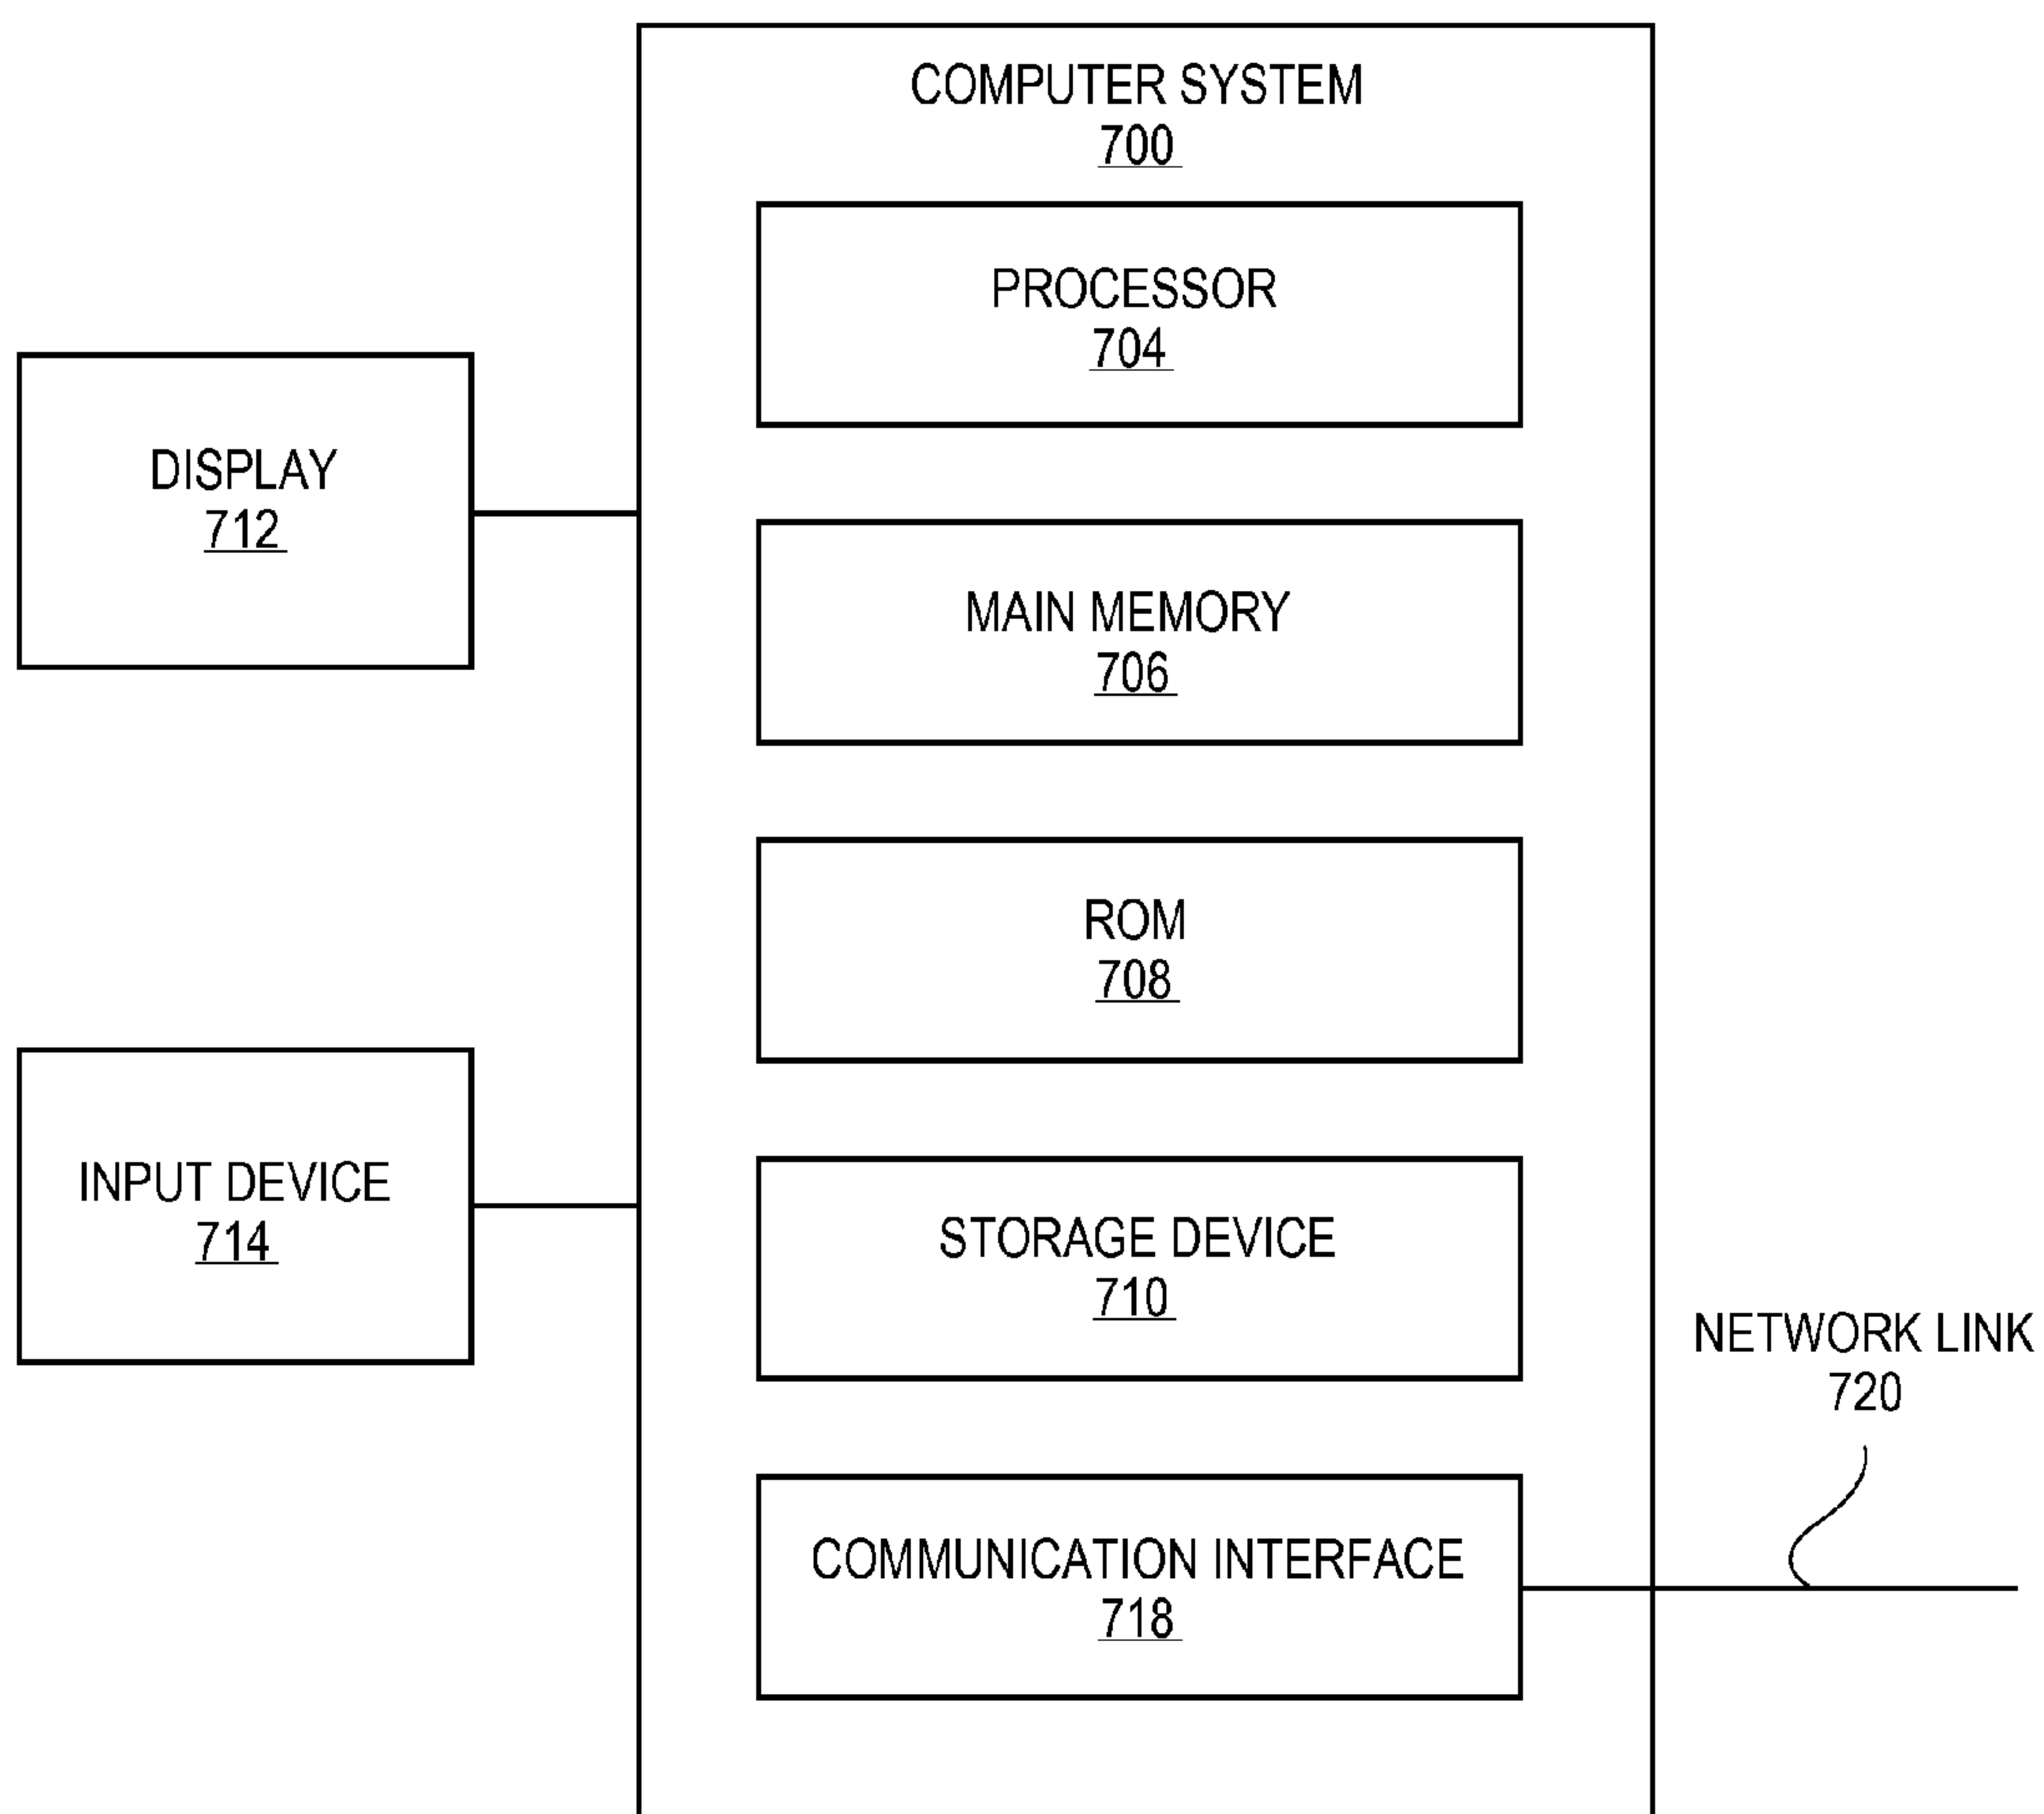 COMPUTER SYSTEM
700
PROCESSOR
704
DISPLAY
712
MAIN MEMORY
706
ROM
708
INPUT DEVICE
714
STORAGE DEVICE
710
NETWORK LINK
720
COMMUNICATION INTERFACE
718